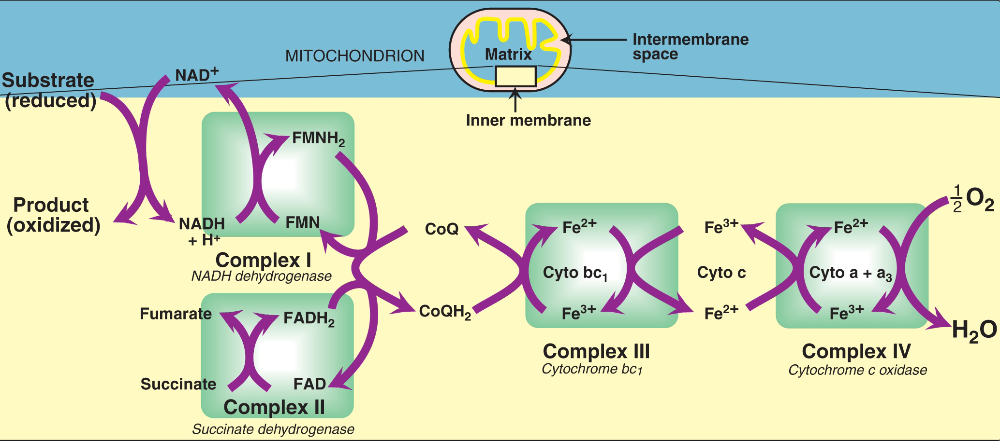 MITOCHONDRION
Matrix
Intermembrane
space
Inner membrane
Substrate
(reduced)
NAD⁺
Product
(oxidized)
NADH
+ H⁺
FMNH₂
FMN
Complex I
NADH dehydrogenase
Fumarate
FADH₂
Succinate
FAD
Complex II
Succinate dehydrogenase
CoQ
CoQH₂
Fe²⁺
Cyto bc₁
Fe³⁺
Complex III
Cytochrome bc₁
Fe³⁺
Cyto c
Fe²⁺
Fe²⁺
Cyto a + a₃
Fe³⁺
Complex IV
Cytochrome c oxidase
½O₂
H₂O